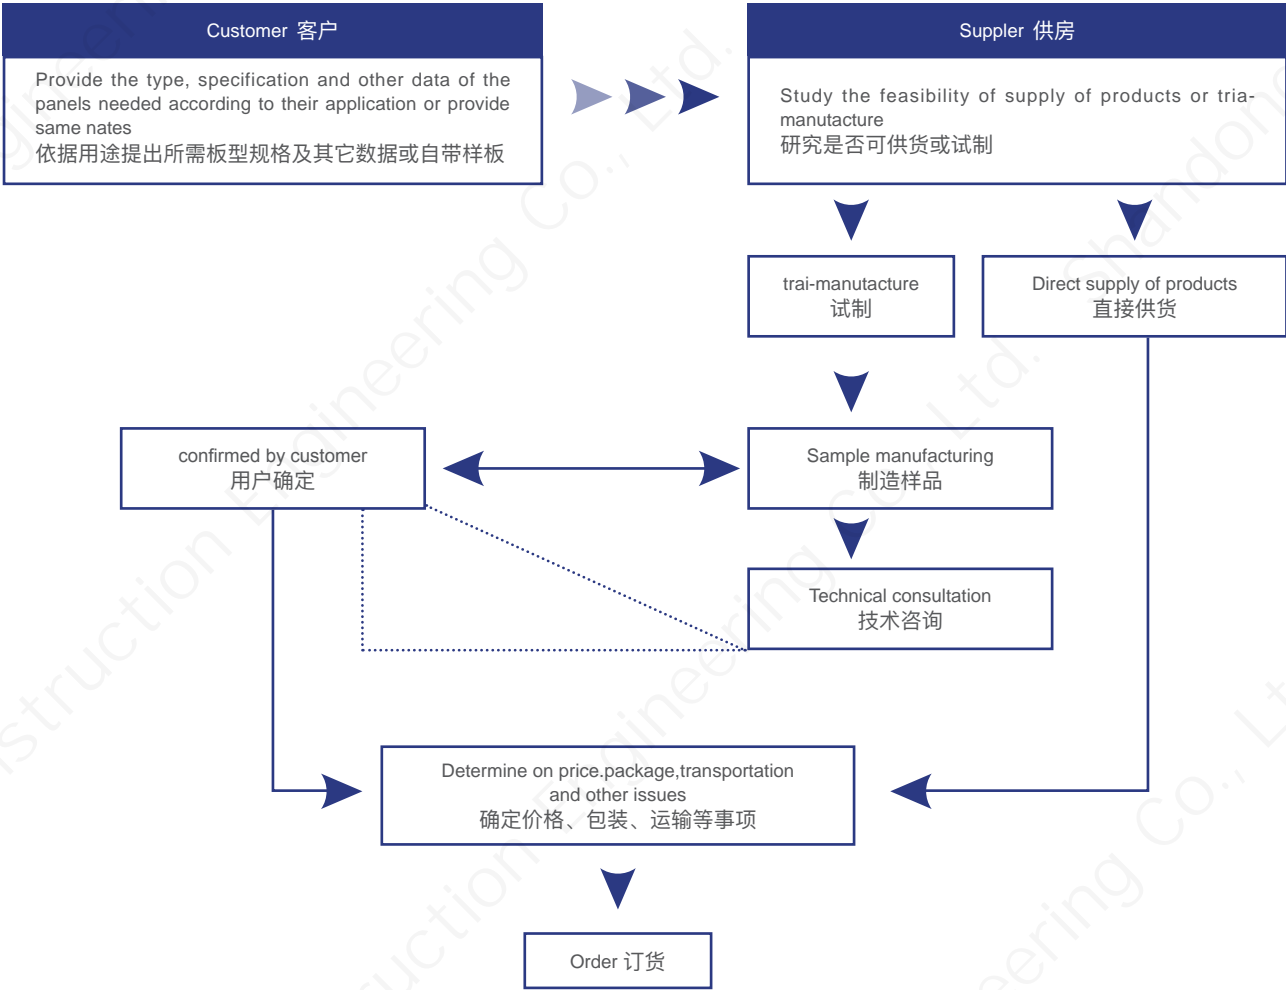 Customer 客户
Provide the type, specification and other data of the
panels needed according to their application or provide
same nates
依据用途提出所需板型规格及其它数据或自带样板
Suppler 供房
Study the feasibility of supply of products or tria-
manutacture
研究是否可供货或试制
trai-manutacture
试制
Direct supply of products
直接供货
confirmed by customer
用户确定
Sample manufacturing
制造样品
Technical consultation
技术咨询
Determine on price.package,transportation
and other issues
确定价格、包装、运输等事项
Order 订货